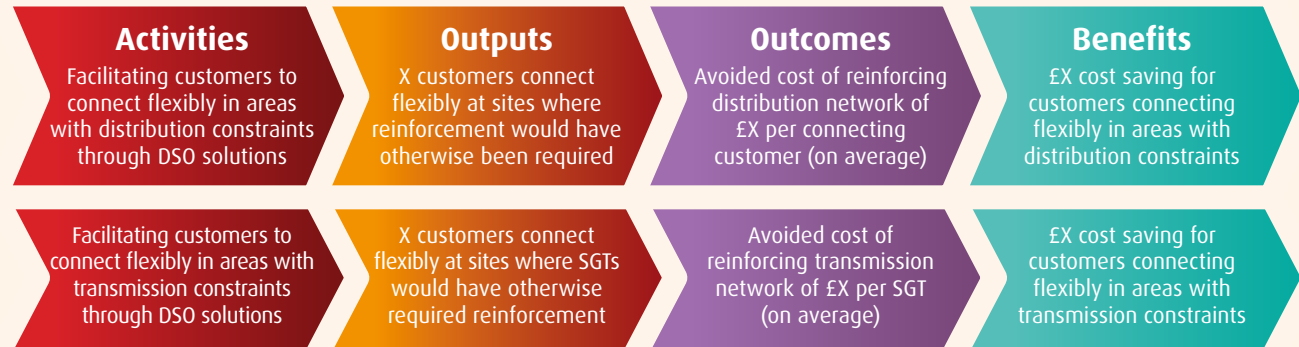 Activities
Facilitating customers to
connect flexibly in areas
with distribution constraints
through DSO solutions
Outputs
X customers connect
flexibly at sites where
reinforcement would have
otherwise been required
Outcomes
Avoided cost of reinforcing
distribution network of
£X per connecting
customer (on average)
Benefits
£X cost saving for
customers connecting
flexibly in areas with
distribution constraints
Facilitating customers to
connect flexibly in areas with
transmission constraints
through DSO solutions
X customers connect
flexibly at sites where SGTs
would have otherwise
required reinforcement
Avoided cost of
reinforcing transmission
network of £X per SGT
(on average)
£X cost saving for
customers connecting
flexibly in areas with
transmission constraints